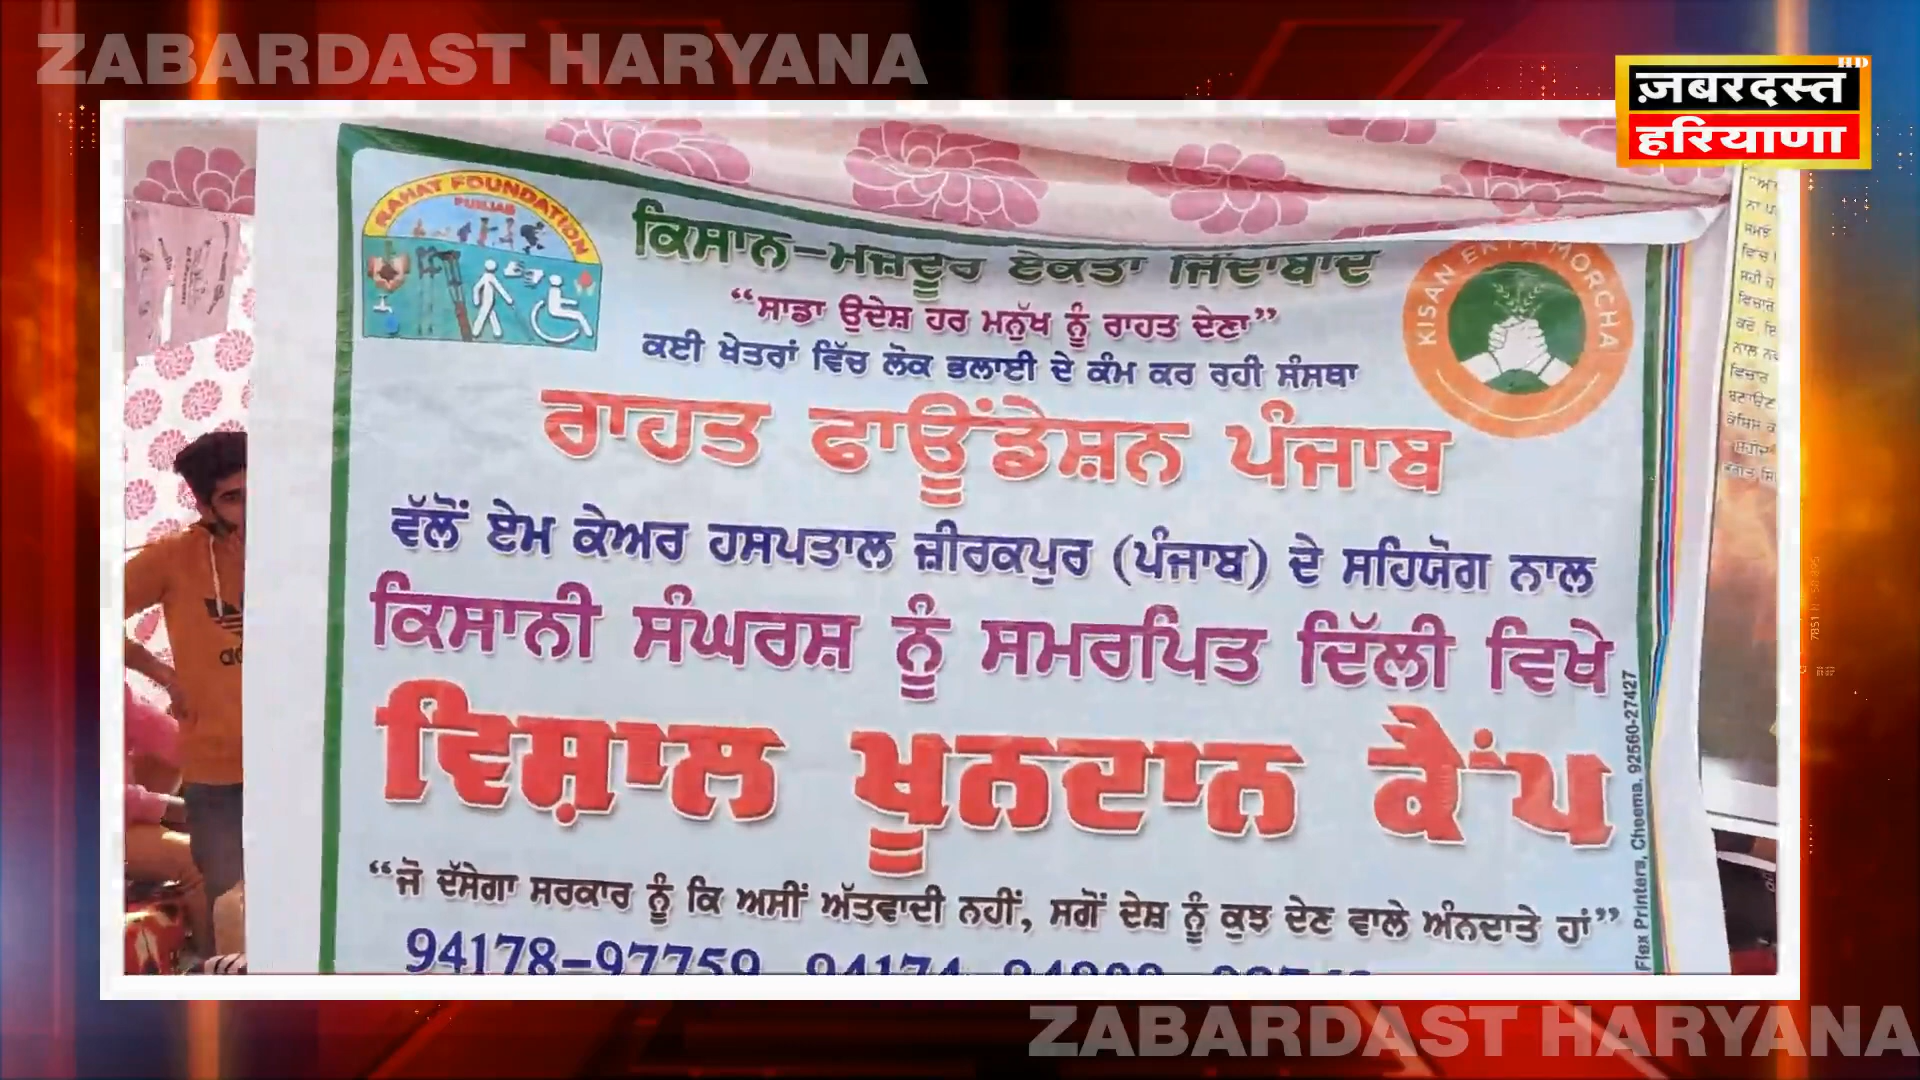 ZABARDAST HARYANA
ज़बरदस्त HD
हरियाणा
RAHAT FOUNDATION
PUNJAB
ਕਿਸਾਨ-ਮਜ਼ਦੂਰ ਏਕਤਾ ਜਿੰਦਾਬਾਦ
KISAN EKTA MORCHA
“ਸਾਡਾ ਉਦੇਸ਼ ਹਰ ਮਨੁੱਖ ਨੂੰ ਰਾਹਤ ਦੇਣਾ”
ਕਈ ਖੇਤਰਾਂ ਵਿੱਚ ਲੋਕ ਭਲਾਈ ਦੇ ਕੰਮ ਕਰ ਰਹੀ ਸੰਸਥਾ
ਰਾਹਤ ਫਾਊਂਡੇਸ਼ਨ ਪੰਜਾਬ
ਵੱਲੋਂ ਏਮ ਕੇਅਰ ਹਸਪਤਾਲ ਜ਼ੀਰਕਪੁਰ (ਪੰਜਾਬ) ਦੇ ਸਹਿਯੋਗ ਨਾਲ
ਕਿਸਾਨੀ ਸੰਘਰਸ਼ ਨੂੰ ਸਮਰਪਿਤ ਦਿੱਲੀ ਵਿਖੇ
ਵਿਸ਼ਾਲ ਖੂਨਦਾਨ ਕੈਂਪ
“ਜੋ ਦੱਸੇਗਾ ਸਰਕਾਰ ਨੂੰ ਕਿ ਅਸੀਂ ਅੱਤਵਾਦੀ ਨਹੀਂ, ਸਗੋਂ ਦੇਸ਼ ਨੂੰ ਕੁਝ ਦੇਣ ਵਾਲੇ ਅੰਨਦਾਤੇ ਹਾਂ”
94178-97759
Flex Printers, Cheema. 92560-27427
ZABARDAST HARYANA